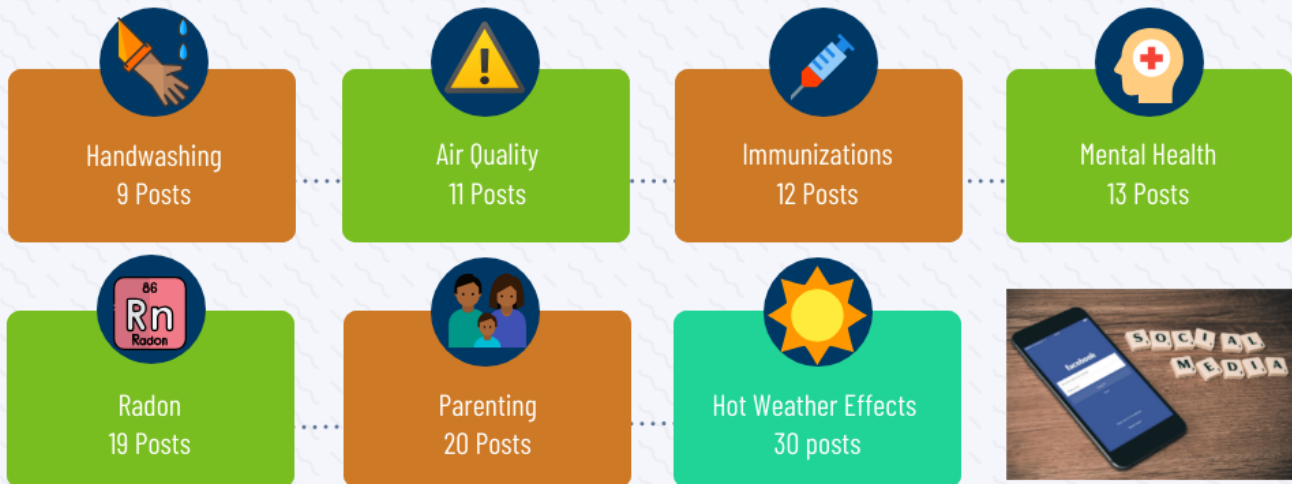 Handwashing
9 Posts
Air Quality
11 Posts
Immunizations
12 Posts
Mental Health
13 Posts
86
Rn
Radon
Radon
19 Posts
Parenting
20 Posts
Hot Weather Effects
30 posts
facebook
SOCIAL
MEDIA